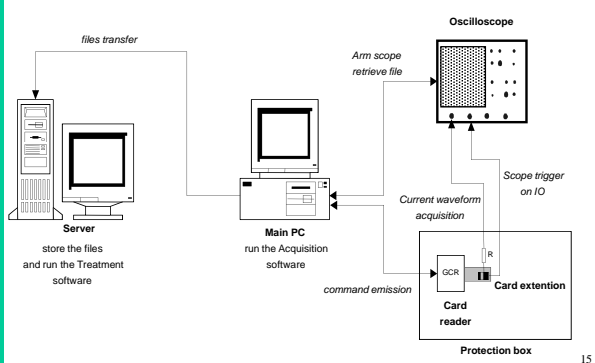 Oscilloscope
files transfer
Arm scope
retrieve file
Scope trigger
on IO
Current waveform
acquisition
Server
store the files
and run the Treatment
software
Main PC
run the Acquisition
software
command emission
R
GCR
Card extention
Card
reader
Protection box
15